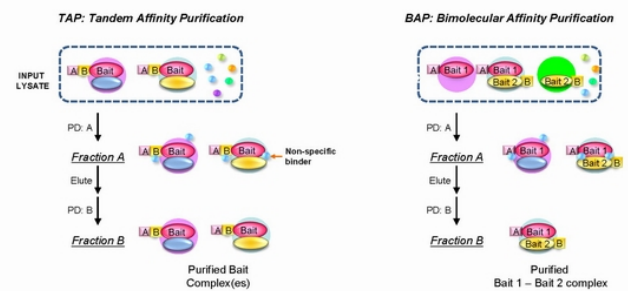 TAP: Tandem Affinity Purification
BAP: Bimolecular Affinity Purification
INPUT
LYSATE
A B Bait
A B Bait
A Bait 1
A Bait 1
Bait 2 B
Bait 2 B
PD: A
PD: A
Fraction A
A B Bait
A B Bait
Non-specific
binder
Fraction A
A Bait 1
A Bait 1
Bait 2 B
Elute
Elute
PD: B
PD: B
Fraction B
A B Bait
A B Bait
Fraction B
A Bait 1
Bait 2 B
Purified Bait
Complex(es)
Purified
Bait 1 – Bait 2 complex